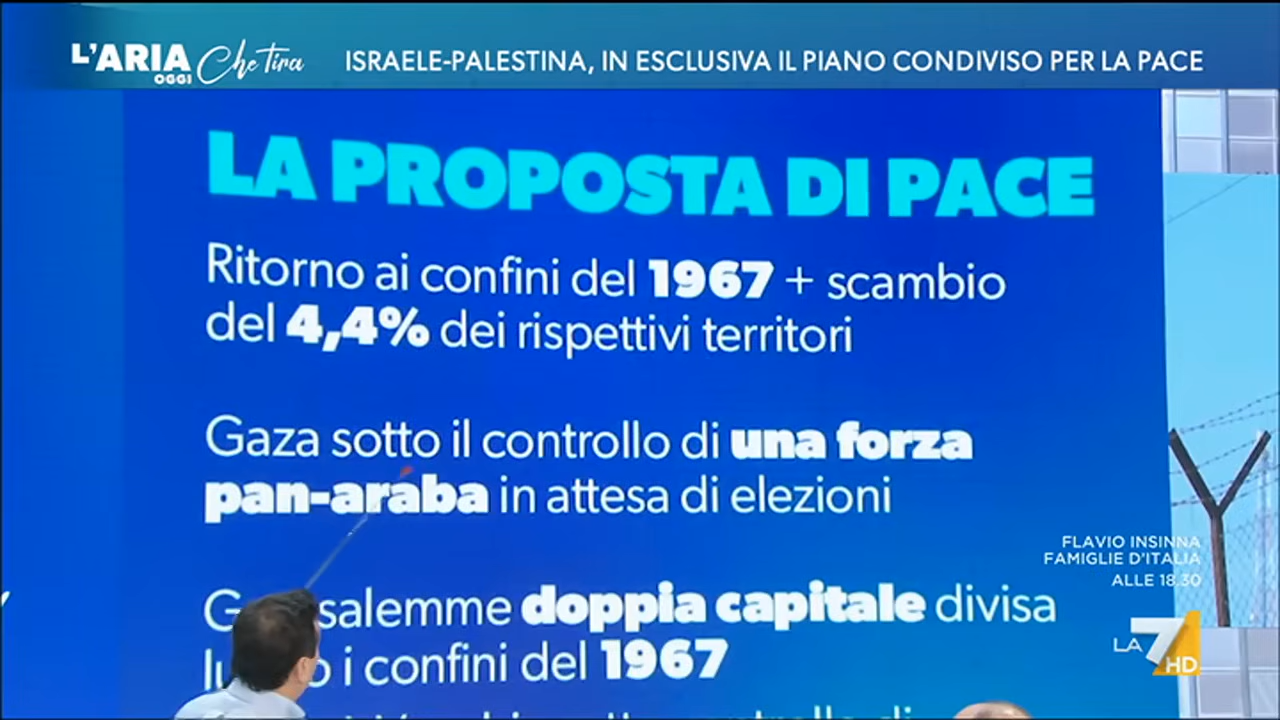 L'ARIA Che tira
OGGI
ISRAELE-PALESTINA, IN ESCLUSIVA IL PIANO CONDIVISO PER LA PACE
LA PROPOSTA DI PACE
Ritorno ai confini del 1967 + scambio
del 4,4% dei rispettivi territori
Gaza sotto il controllo di una forza
pan-araba in attesa di elezioni
doppia capitale divisa
i confini del 1967
FLAVIO INSINNA
FAMIGLIE D'ITALIA
ALLE 18.30
LA 7 HD